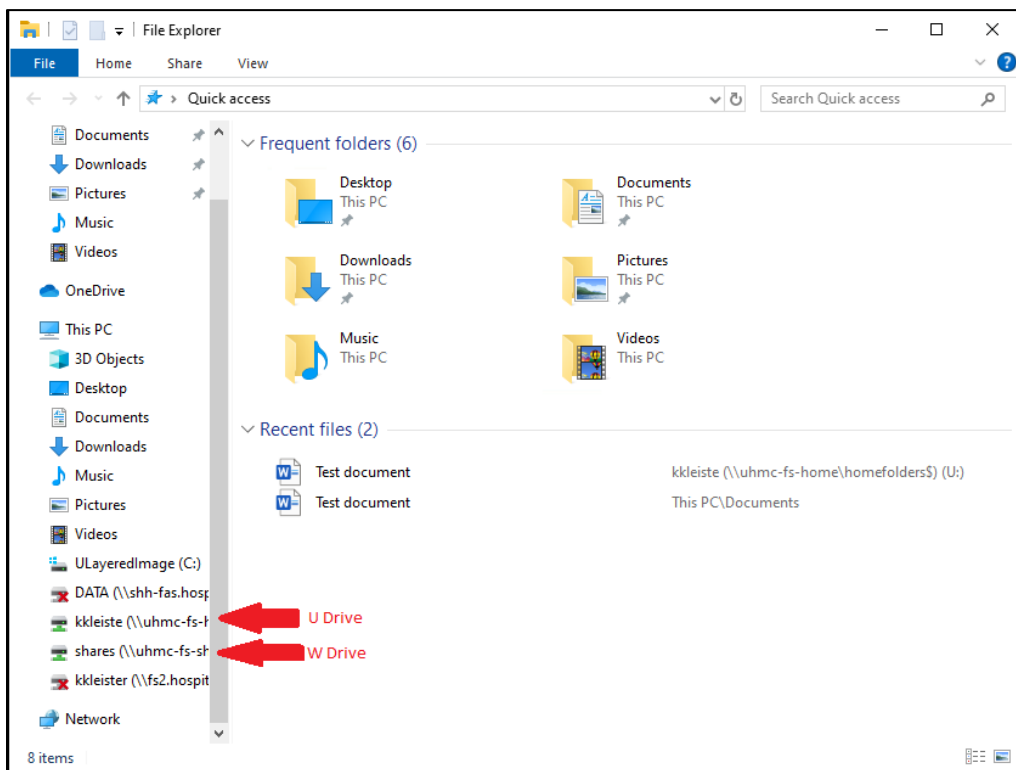 File Explorer
File Home Share View
Quick access
Search Quick access
Documents
Downloads
Pictures
Music
Videos
OneDrive
This PC
3D Objects
Desktop
Documents
Downloads
Music
Pictures
Videos
ULayeredImage (C:)
DATA (\\shh-fas.hosp
kkleiste (\\uhmc-fs-h
shares (\\uhmc-fs-sh
kkleister (\\fs2.hospit
Network
Frequent folders (6)
Desktop
This PC
Documents
This PC
Downloads
This PC
Pictures
This PC
Music
This PC
Videos
This PC
Recent files (2)
Test document kkleiste (\\uhmc-fs-home\homefolders$) (U:)
Test document This PC\Documents
U Drive
W Drive
8 items